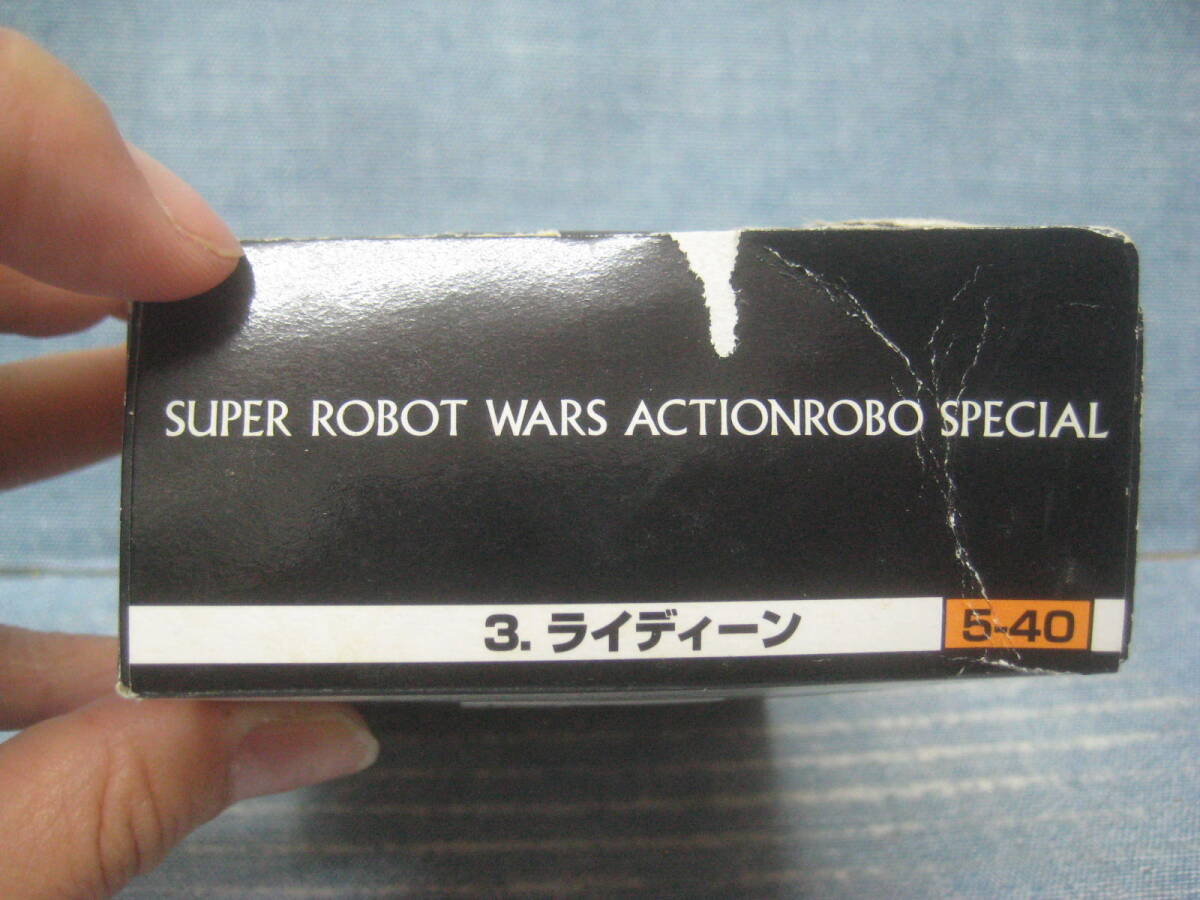 SUPER ROBOT WARS ACTIONROBO SPECIAL
3. ライディーン 5-40